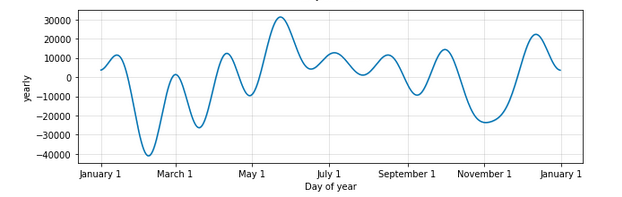 30000
20000
10000
0
−10000
−20000
−30000
−40000
yearly
January 1 March 1 May 1 July 1 September 1 November 1 January 1
Day of year